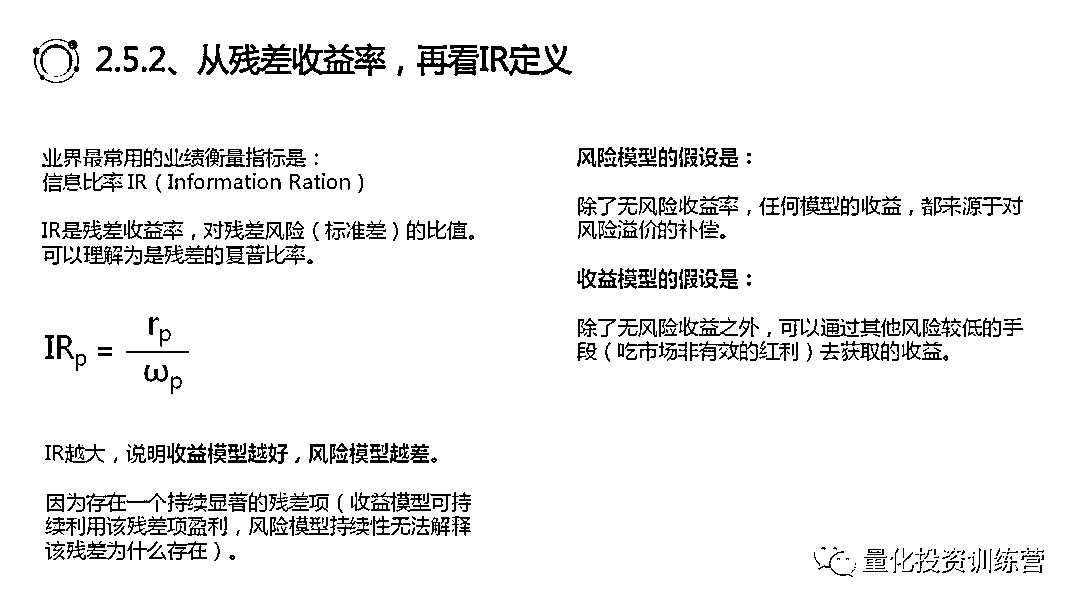 2.5.2、从残差收益率，再看IR定义
业界最常用的业绩衡量指标是：
信息比率 IR（Information Ration）
IR是残差收益率，对残差风险（标准差）的比值。
可以理解为是残差的夏普比率。
IRp = rp / ωp
IR越大，说明收益模型越好，风险模型越差。
因为存在一个持续显著的残差项（收益模型可持
续利用该残差项盈利，风险模型持续性无法解释
该残差为什么存在）。
风险模型的假设是：
除了无风险收益率，任何模型的收益，都来源于对
风险溢价的补偿。
收益模型的假设是：
除了无风险收益之外，可以通过其他风险较低的手
段（吃市场非有效的红利）去获取的收益。
量化投资训练营